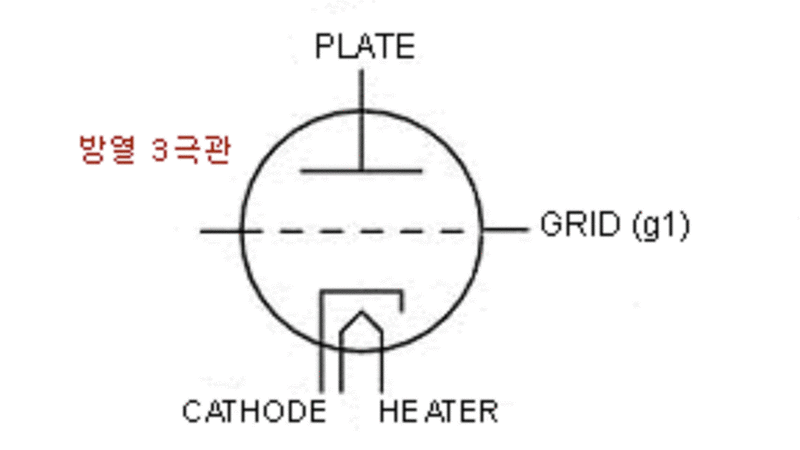 PLATE
방열 3극관
GRID (g1)
CATHODE HEATER